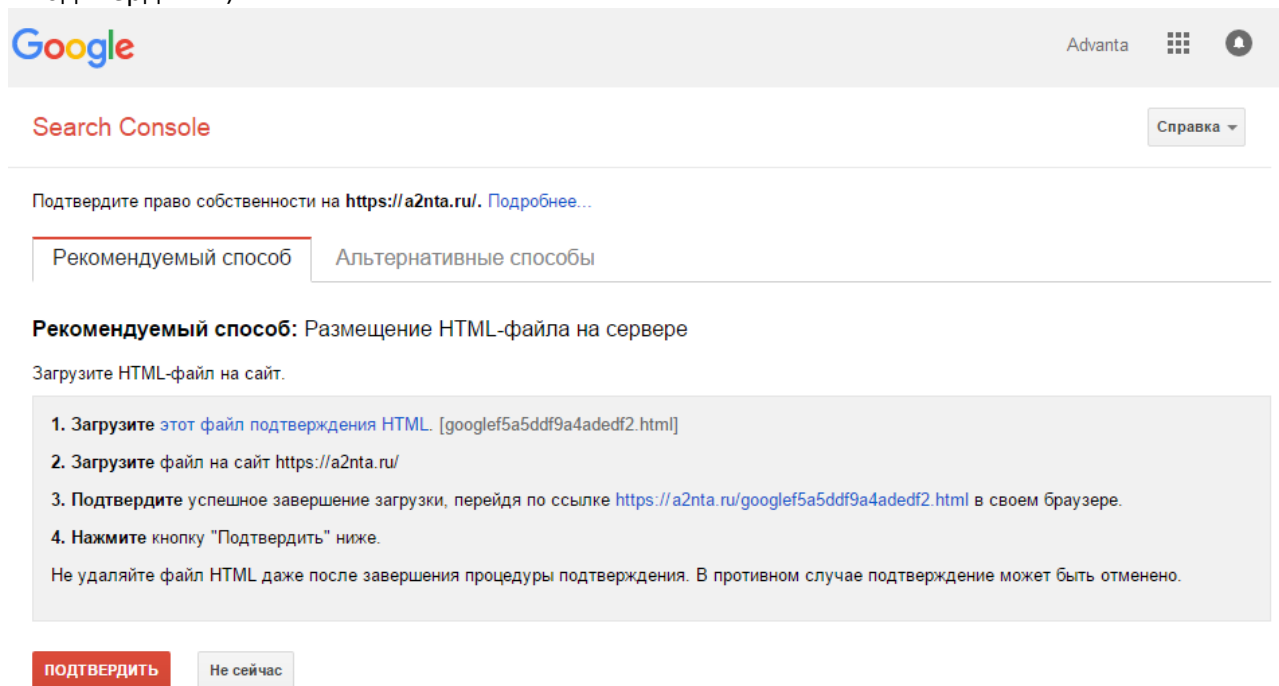 Google
Advanta
Search Console
Справка
Подтвердите право собственности на https://a2nta.ru/. Подробнее...
Рекомендуемый способ Альтернативные способы
Рекомендуемый способ: Размещение HTML-файла на сервере
Загрузите HTML-файл на сайт.
1. Загрузите этот файл подтверждения HTML. [googlef5a5ddf9a4adedf2.html]
2. Загрузите файл на сайт https://a2nta.ru/
3. Подтвердите успешное завершение загрузки, перейдя по ссылке https://a2nta.ru/googlef5a5ddf9a4adedf2.html в своем браузере.
4. Нажмите кнопку "Подтвердить" ниже.
Не удаляйте файл HTML даже после завершения процедуры подтверждения. В противном случае подтверждение может быть отменено.
ПОДТВЕРДИТЬ Не сейчас